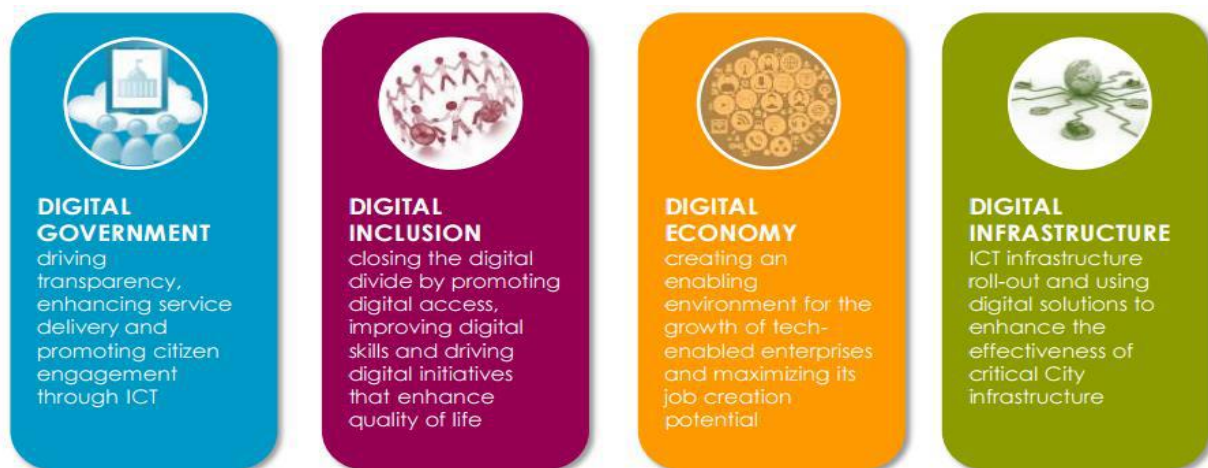 DIGITAL
GOVERNMENT
driving
transparency,
enhancing service
delivery and
promoting citizen
engagement
through ICT
DIGITAL
INCLUSION
closing the digital
divide by promoting
digital access,
improving digital
skills and driving
digital initiatives
that enhance
quality of life
DIGITAL
ECONOMY
creating an
enabling
environment for the
growth of tech-
enabled enterprises
and maximizing its
job creation
potential
DIGITAL
INFRASTRUCTURE
ICT infrastructure
roll-out and using
digital solutions to
enhance the
effectiveness of
critical City
infrastructure